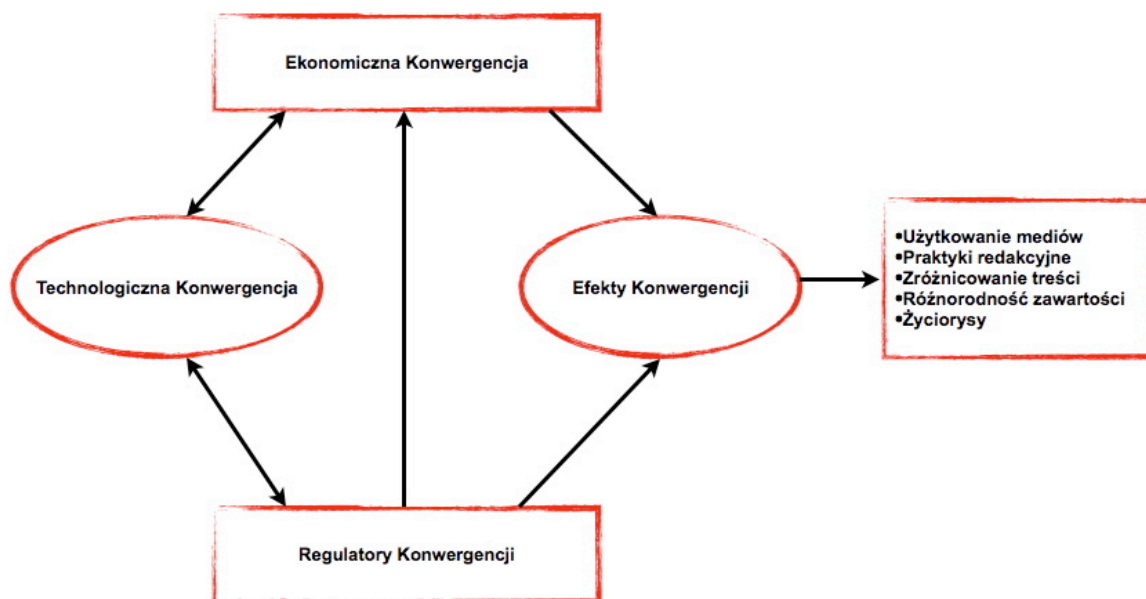 Ekonomiczna Konwergencja
Technologiczna Konwergencja
Efekty Konwergencji
•Użytkowanie mediów
•Praktyki redakcyjne
•Zróżnicowanie treści
•Różnorodność zawartości
•Życiorysy
Regulatory Konwergencji